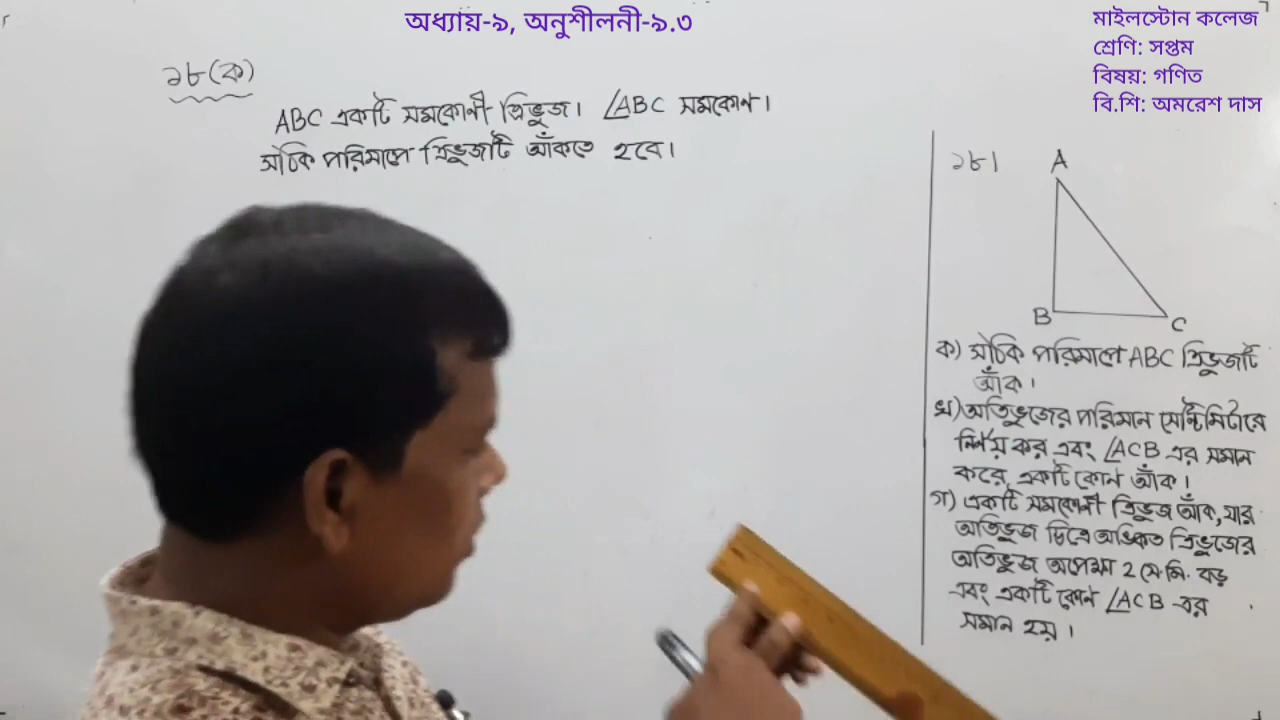 অধ্যায়-৯, অনুশীলনী-৯.৩
মাইলস্টোন কলেজ
শ্রেণি: সপ্তম
বিষয়: গণিত
বি.শি: অমরেশ দাস
১৮(ক)
ABC একটি সমকোনী ত্রিভুজ। ∠ABC সমকোন।
সঠিক পরিমাপে ত্রিভুজটি আঁকতে হবে।
১৮।
A
B
C
ক) সঠিক পরিমাপে ABC ত্রিভুজটি
আঁক।
খ) অতিভুজের পরিমান সেন্টিমিটারে
নির্ণয় কর এবং ∠ACB এর সমান
করে একটি কোন আঁক।
গ) একটি সমকোনী ত্রিভুজ আঁক, যার
অতিভুজ চিত্রে অঙ্কিত ত্রিভুজের
অতিভুজ অপেক্ষা 2 সে.মি. বড়
এবং একটি কোন ∠ACB এর
সমান হয়।